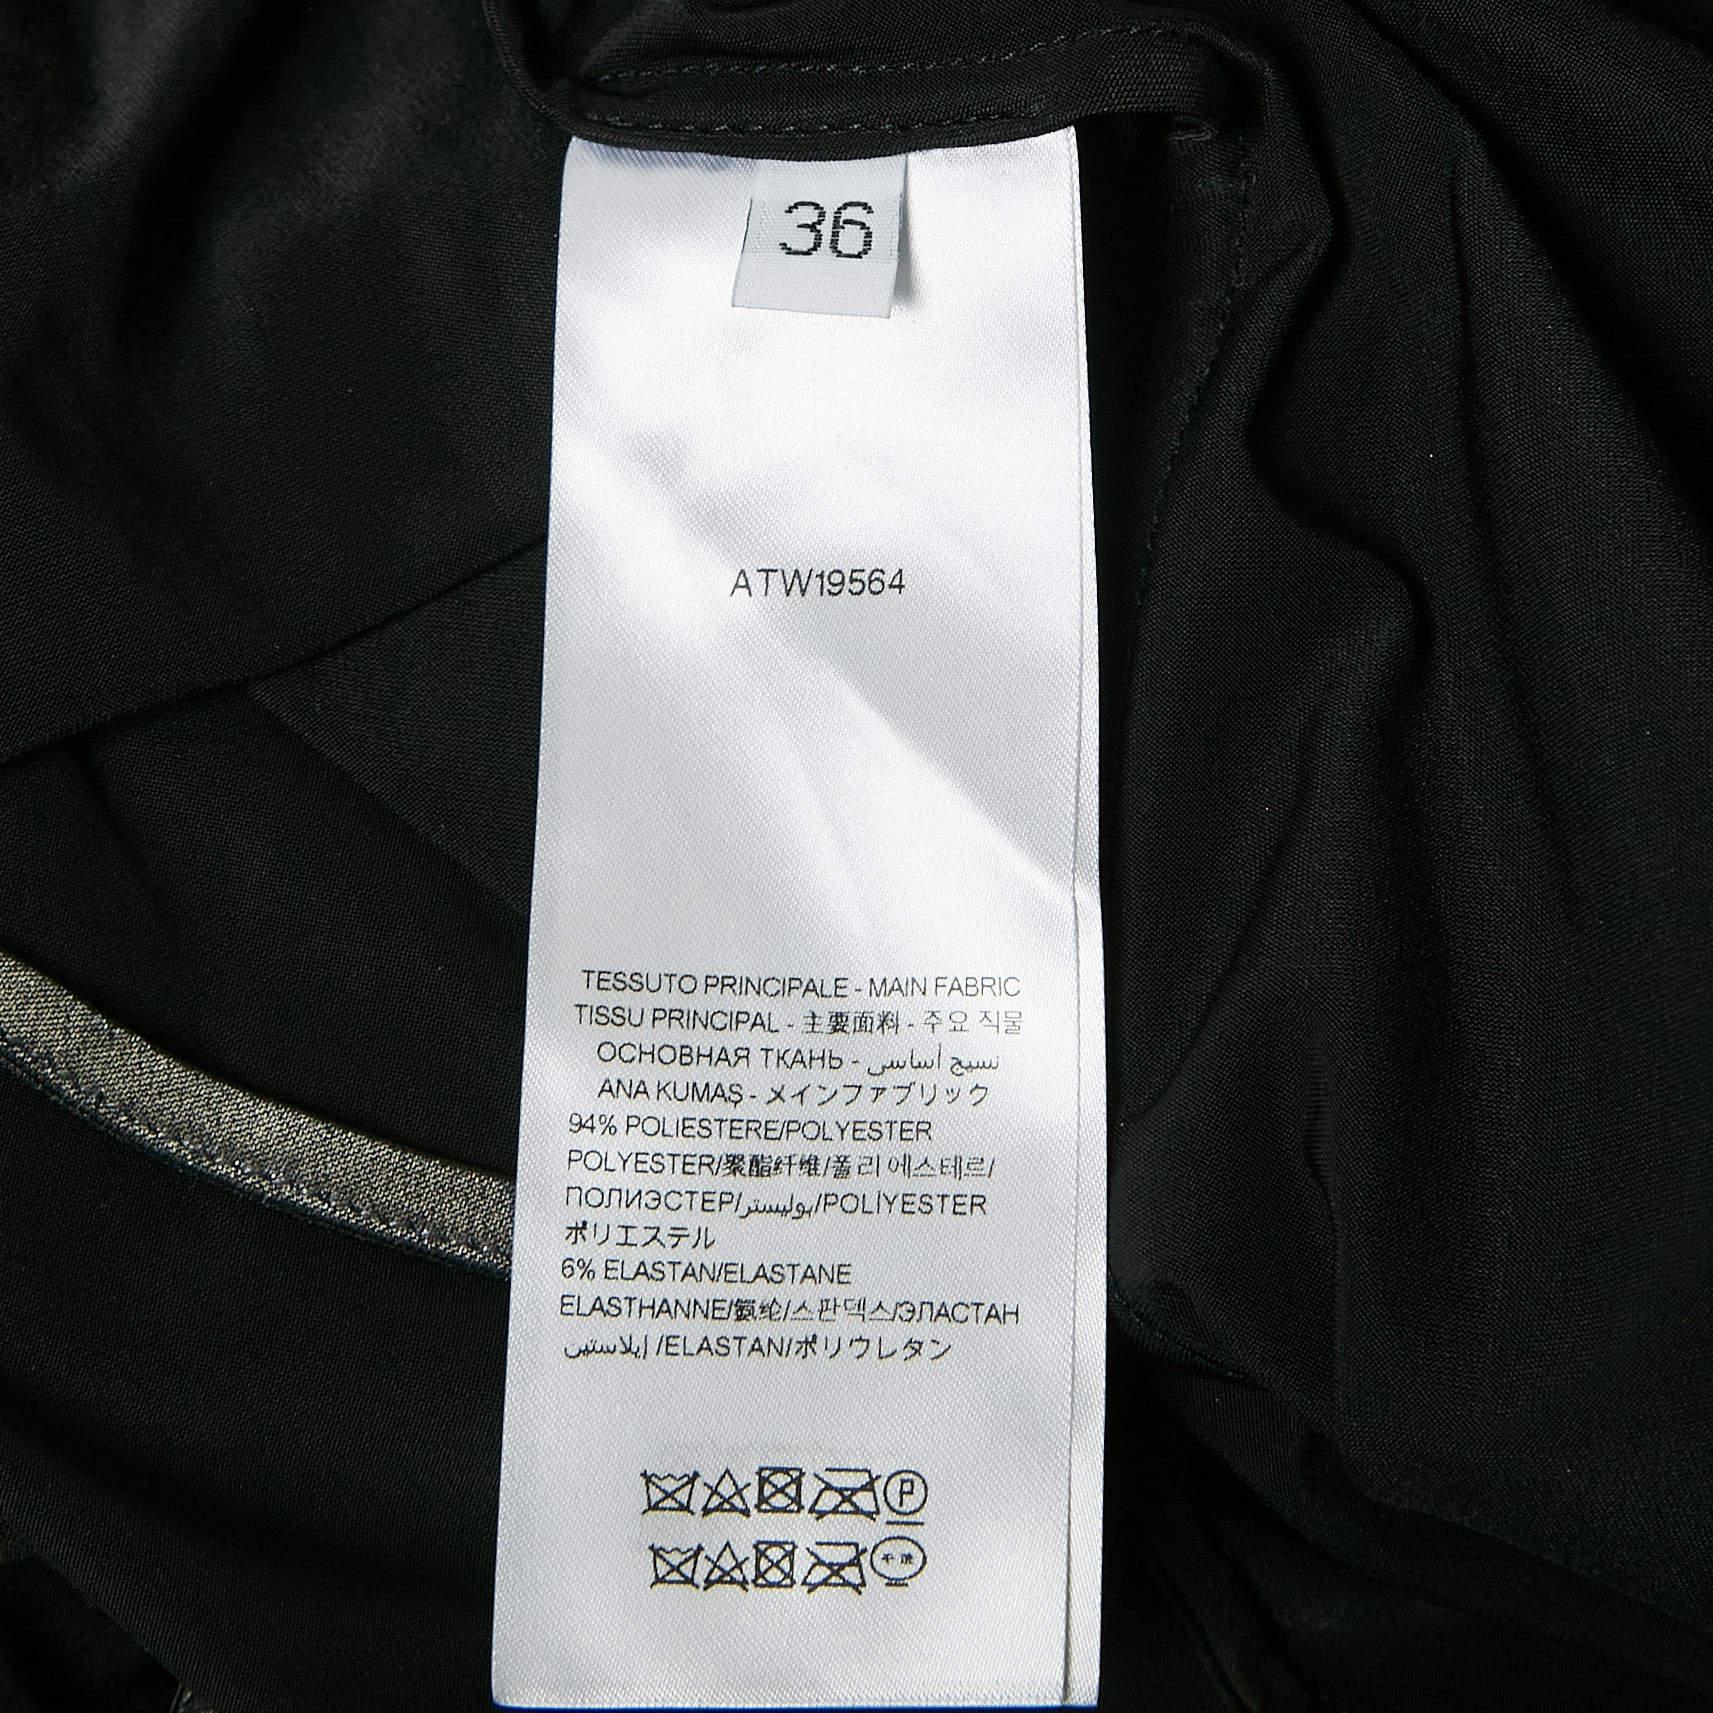 36
ATW19564
TESSUTO PRINCIPALE - MAIN FABRIC
TISSU PRINCIPAL - 主要面料 - 주요 직물
ОСНОВНАЯ ТКАНЬ - نسيج أساسي
ANA KUMAŞ - メインファブリック
94% POLIESTERE/POLYESTER
POLYESTER/聚酯纤维/폴리에스테르/
ПОЛИЭСТЕР/بوليستر/POLİYESTER
ポリエステル
6% ELASTAN/ELASTANE
ELASTHANNE/氨纶/스판덱스/ЭЛАСТАН
إيلاستين /ELASTAN/ポリウレタン
P
干洗